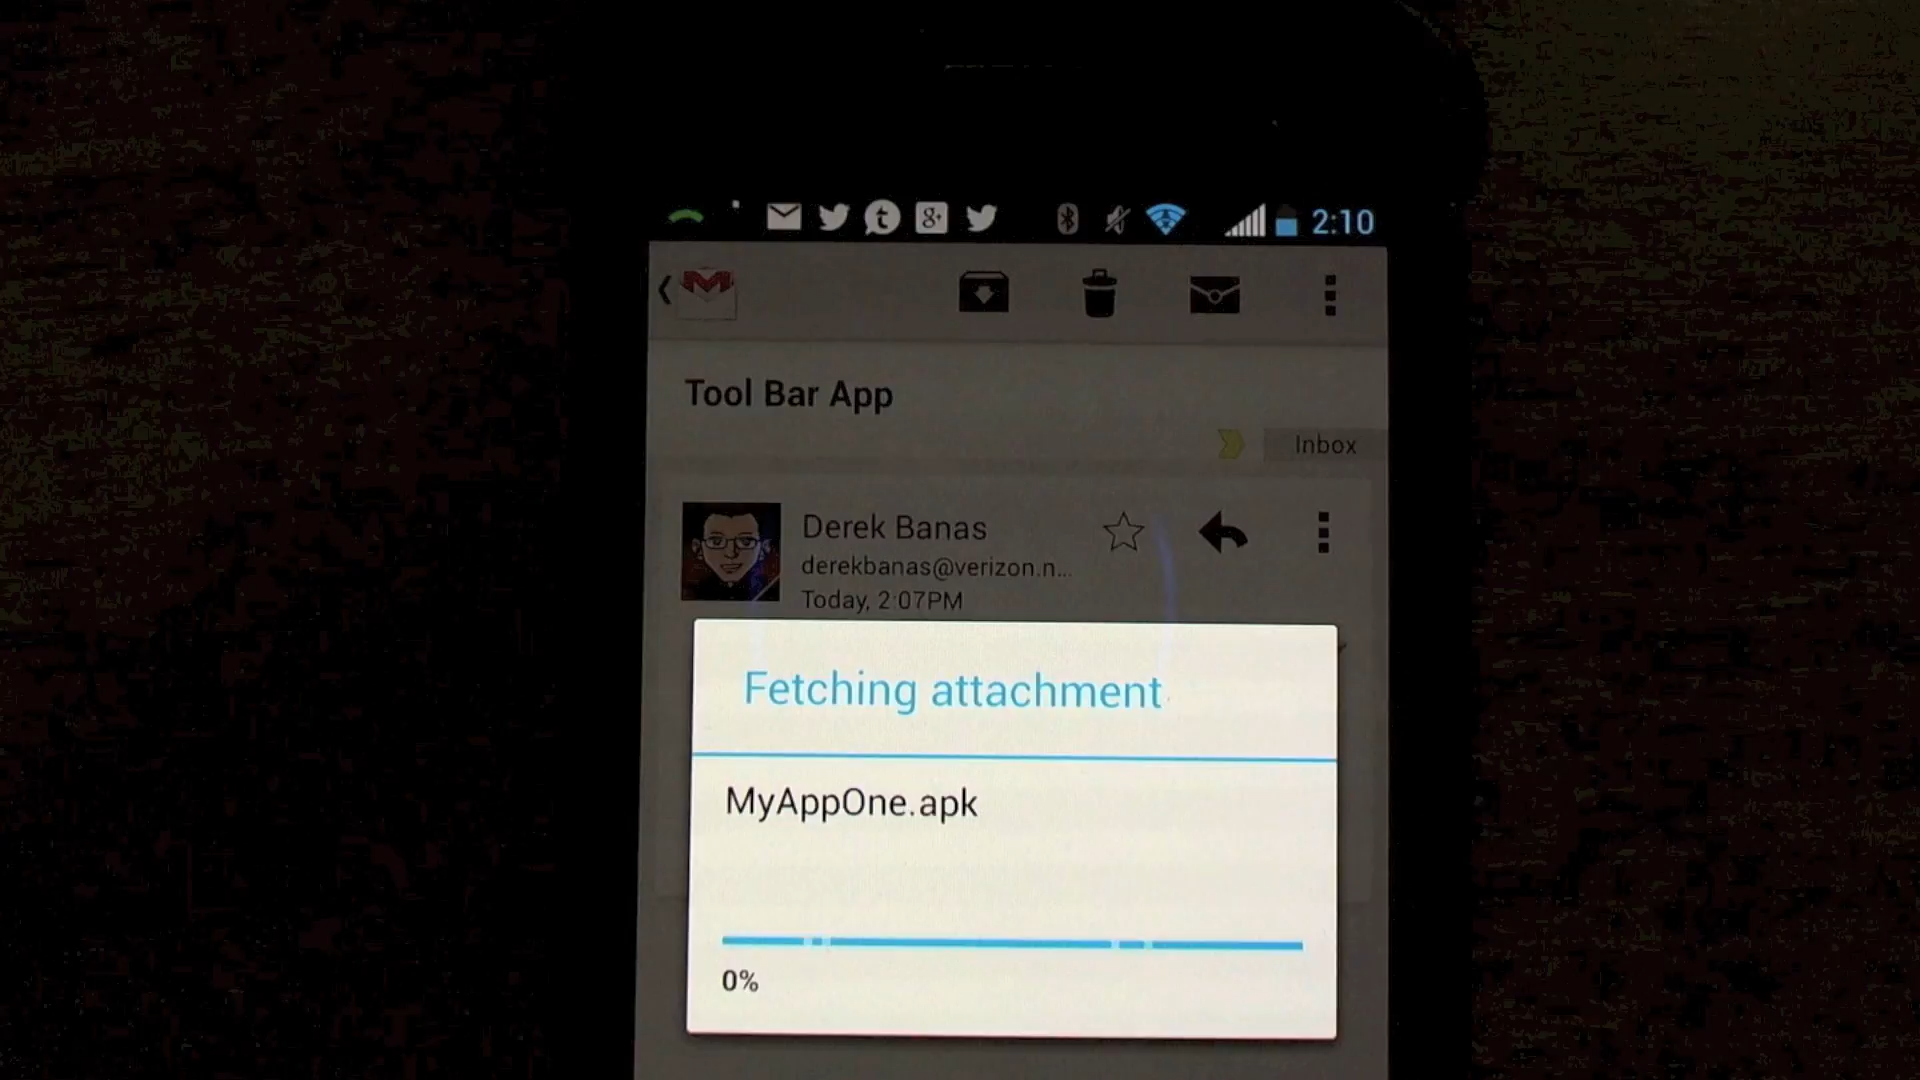 2:10
Tool Bar App
Inbox
Derek Banas
derekbanas@verizon.n...
Today, 2:07PM
Fetching attachment
MyAppOne.apk
0%